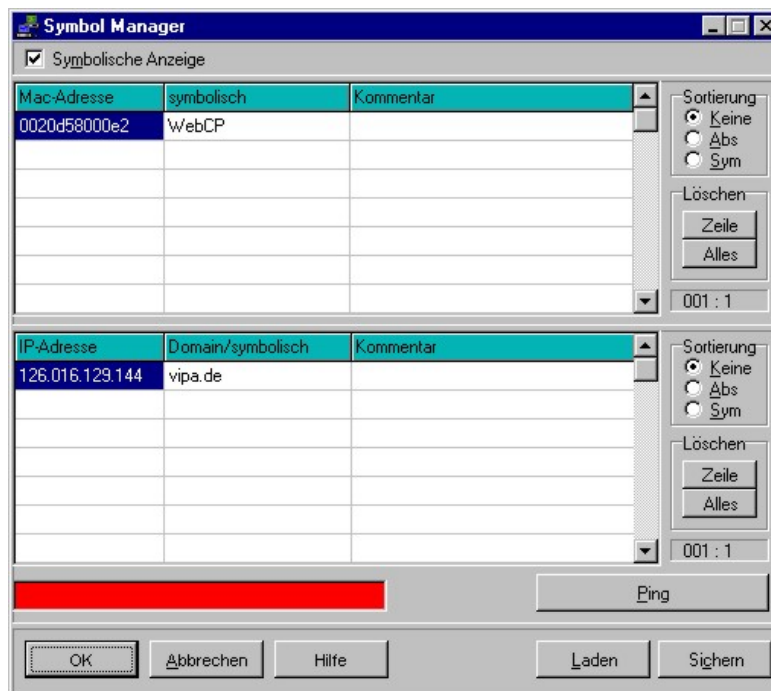 Symbol Manager
Symbolische Anzeige
Mac-Adresse symbolisch Kommentar
0020d58000e2 WebCP
Sortierung
Keine
Abs
Sym
Löschen
Zeile
Alles
001 : 1
IP-Adresse Domain/symbolisch Kommentar
126.016.129.144 vipa.de
Sortierung
Keine
Abs
Sym
Löschen
Zeile
Alles
001 : 1
Ping
OK Abbrechen Hilfe Laden Sichern